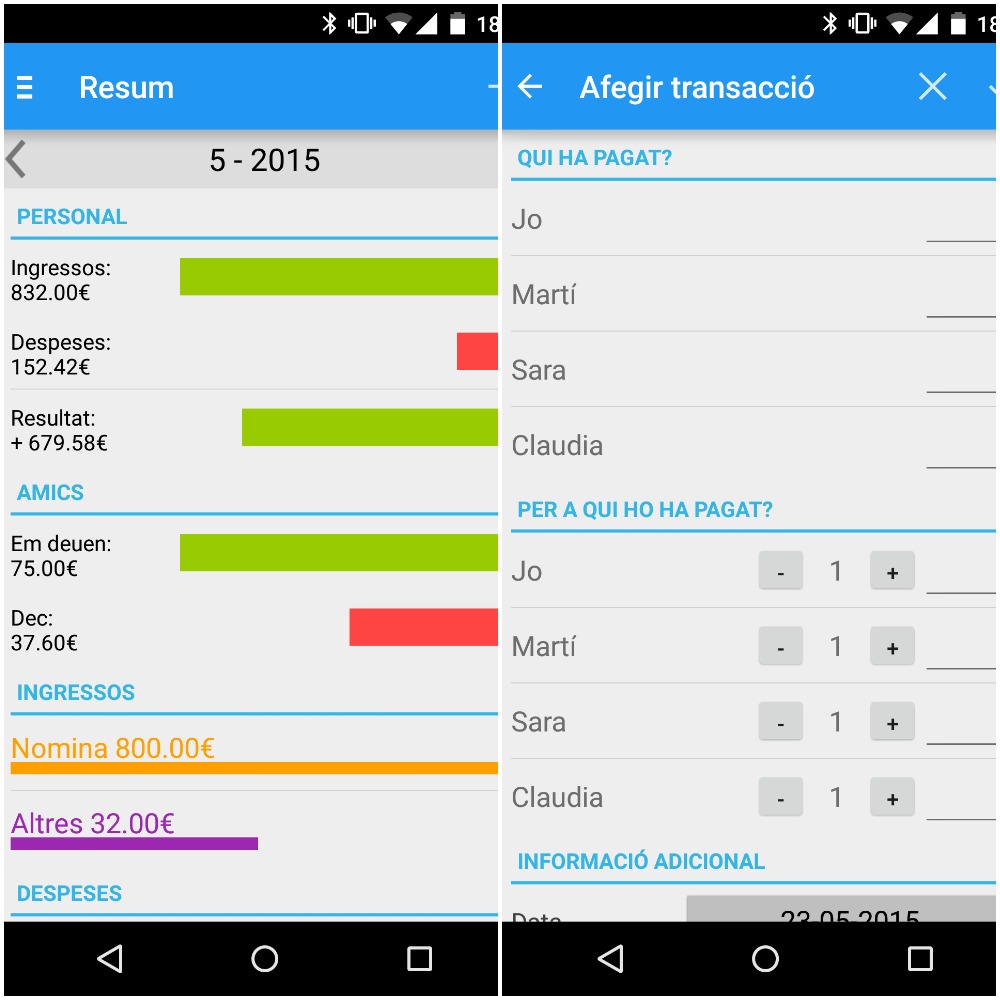 18
Resum
5 - 2015
PERSONAL
Ingressos:
832.00€
Despeses:
152.42€
Resultat:
+ 679.58€
AMICS
Em deuen:
75.00€
Dec:
37.60€
INGRESSOS
Nomina 800.00€
Altres 32.00€
DESPESES
18
Afegir transacció
QUI HA PAGAT?
Jo
Martí
Sara
Claudia
PER A QUI HO HA PAGAT?
Jo - 1 +
Martí - 1 +
Sara - 1 +
Claudia - 1 +
INFORMACIÓ ADICIONAL
Data 23-05-2015